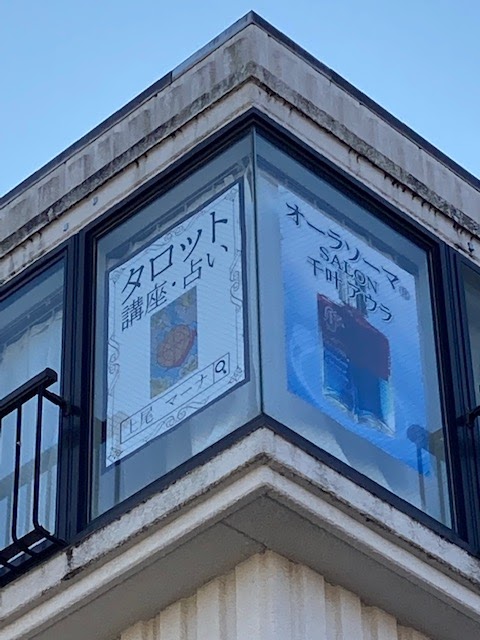 タロット
講座・占い
上尾 マーナ
オーラソーマ®
SALON
千叶アウラ